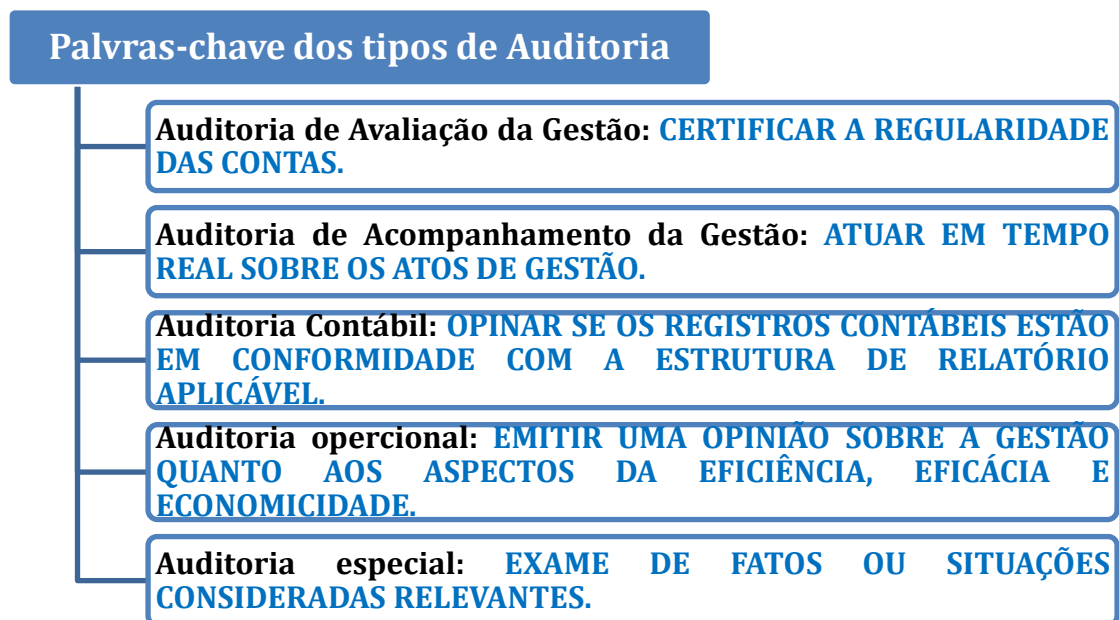 Palvras-chave dos tipos de Auditoria
Auditoria de Avaliação da Gestão: CERTIFICAR A REGULARIDADE
DAS CONTAS.
Auditoria de Acompanhamento da Gestão: ATUAR EM TEMPO
REAL SOBRE OS ATOS DE GESTÃO.
Auditoria Contábil: OPINAR SE OS REGISTROS CONTÁBEIS ESTÃO
EM CONFORMIDADE COM A ESTRUTURA DE RELATÓRIO
APLICÁVEL.
Auditoria opercional: EMITIR UMA OPINIÃO SOBRE A GESTÃO
QUANTO AOS ASPECTOS DA EFICIÊNCIA, EFICÁCIA E
ECONOMICIDADE.
Auditoria especial: EXAME DE FATOS OU SITUAÇÕES
CONSIDERADAS RELEVANTES.